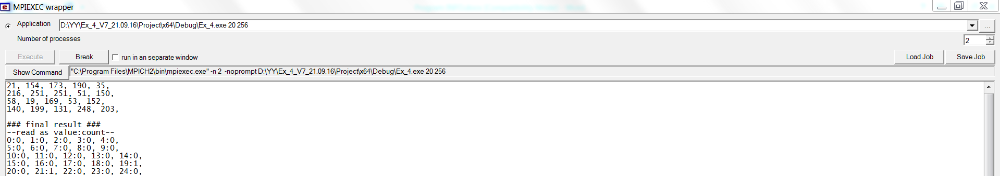 MPIEXEC wrapper
Application
D:\YY\Ex_4_V7_21.09.16\Project\x64\Debug\Ex_4.exe 20 256
...
Number of processes
2
Execute
Break
run in an separate window
Load Job
Save Job
Show Command
"C:\Program Files\MPICH2\bin\mpiexec.exe" -n 2 -noprompt D:\YY\Ex_4_V7_21.09.16\Project\x64\Debug\Ex_4.exe 20 256
21, 154, 173, 190, 35,
216, 251, 251, 51, 150,
58, 19, 169, 53, 152,
140, 199, 131, 248, 203,
### final result ###
--read as value:count--
0:0, 1:0, 2:0, 3:0, 4:0,
5:0, 6:0, 7:0, 8:0, 9:0,
10:0, 11:0, 12:0, 13:0, 14:0,
15:0, 16:0, 17:0, 18:0, 19:1,
20:0, 21:1, 22:0, 23:0, 24:0,